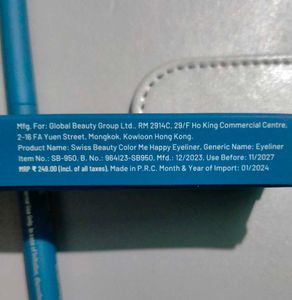 Mfg. For: Global Beauty Group Ltd., RM 2914C, 29/F Ho King Commercial Centre,
2-16 FA Yuen Street, Mongkok, Kowloon Hong Kong.
Product Name: Swiss Beauty Color Me Happy Eyeliner. Generic Name: Eyeliner
Item No.: SB-950. B. No.: 964I23-SB950, Mfd.: 12/2023. Use Before: 11/2027
MRP ₹ 249.00 (incl. of all taxes). Made in P.R.C. Month & Year of Import: 01/2024